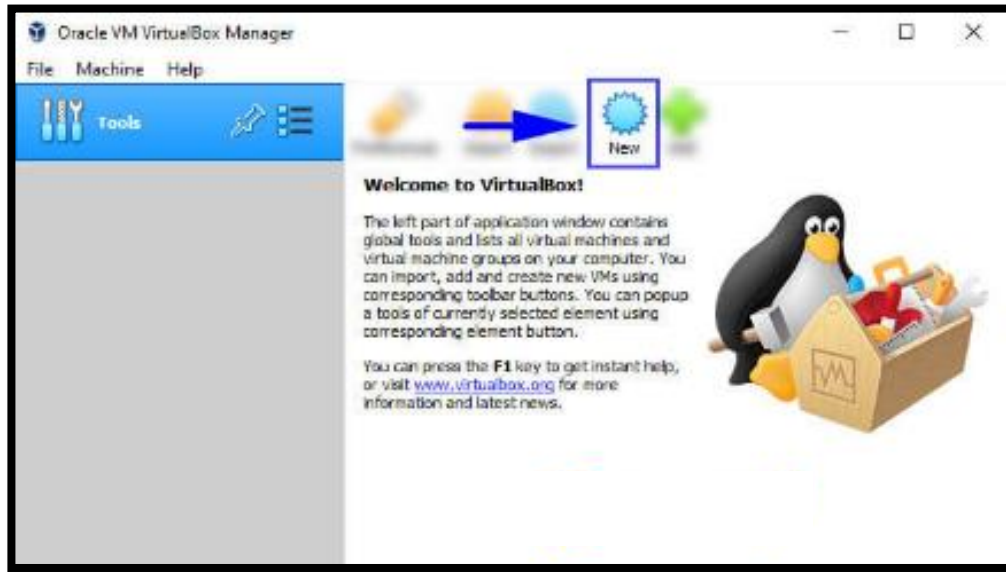 Oracle VM VirtualBox Manager
File Machine Help
Tools
New
Welcome to VirtualBox!
The left part of application window contains
global tools and lists all virtual machines and
virtual machine groups on your computer. You
can import, add and create new VMs using
corresponding toolbar buttons. You can popup
a tools of currently selected element using
corresponding element button.
You can press the F1 key to get instant help,
or visit www.virtualbox.org for more
information and latest news.